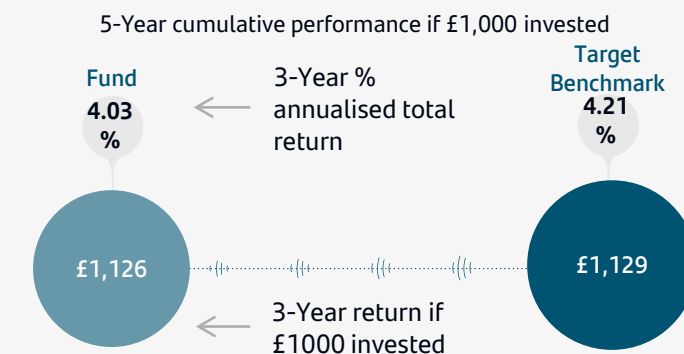 5-Year cumulative performance if £1,000 invested
Fund
4.03
%
3-Year %
annualised total
return
Target
Benchmark
4.21
%
£1,126
£1,129
3-Year return if
£1000 invested